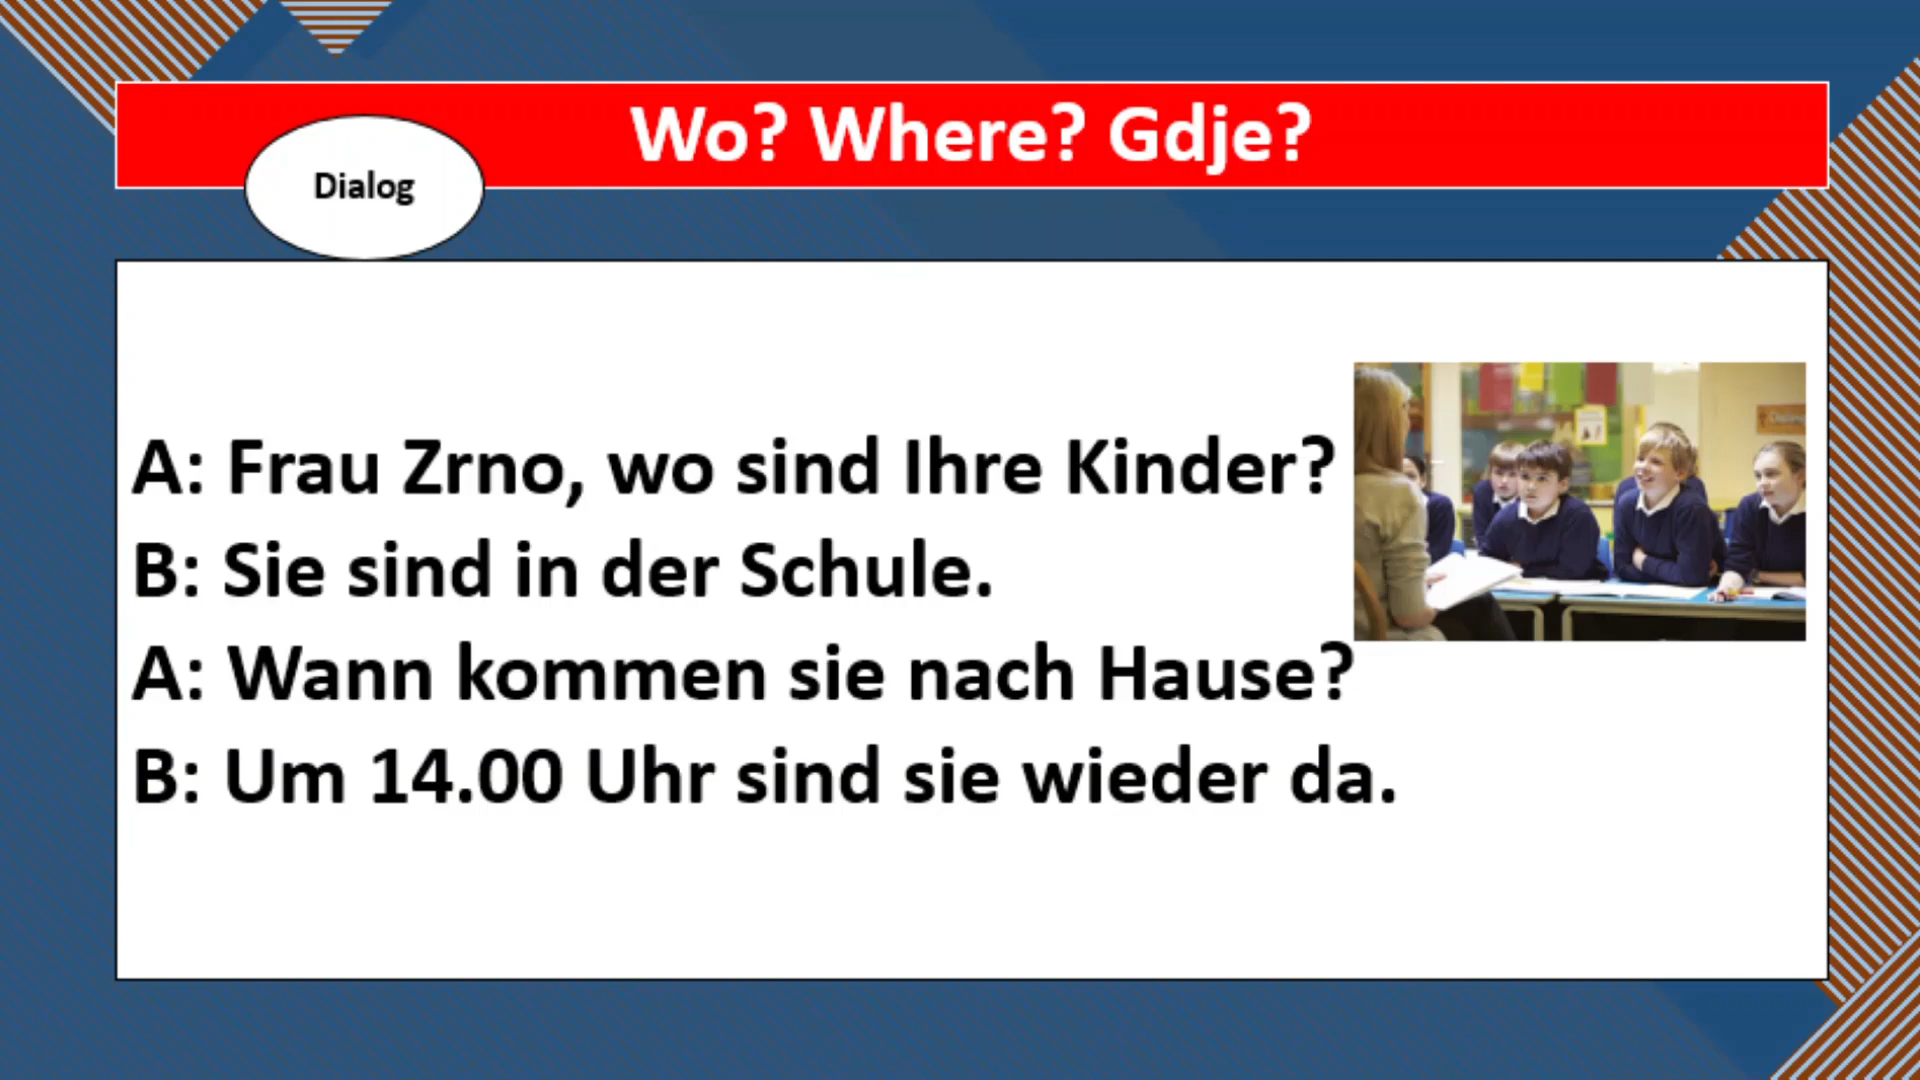 Wo? Where? Gdje?
Dialog
A: Frau Zrno, wo sind Ihre Kinder?
B: Sie sind in der Schule.
A: Wann kommen sie nach Hause?
B: Um 14.00 Uhr sind sie wieder da.